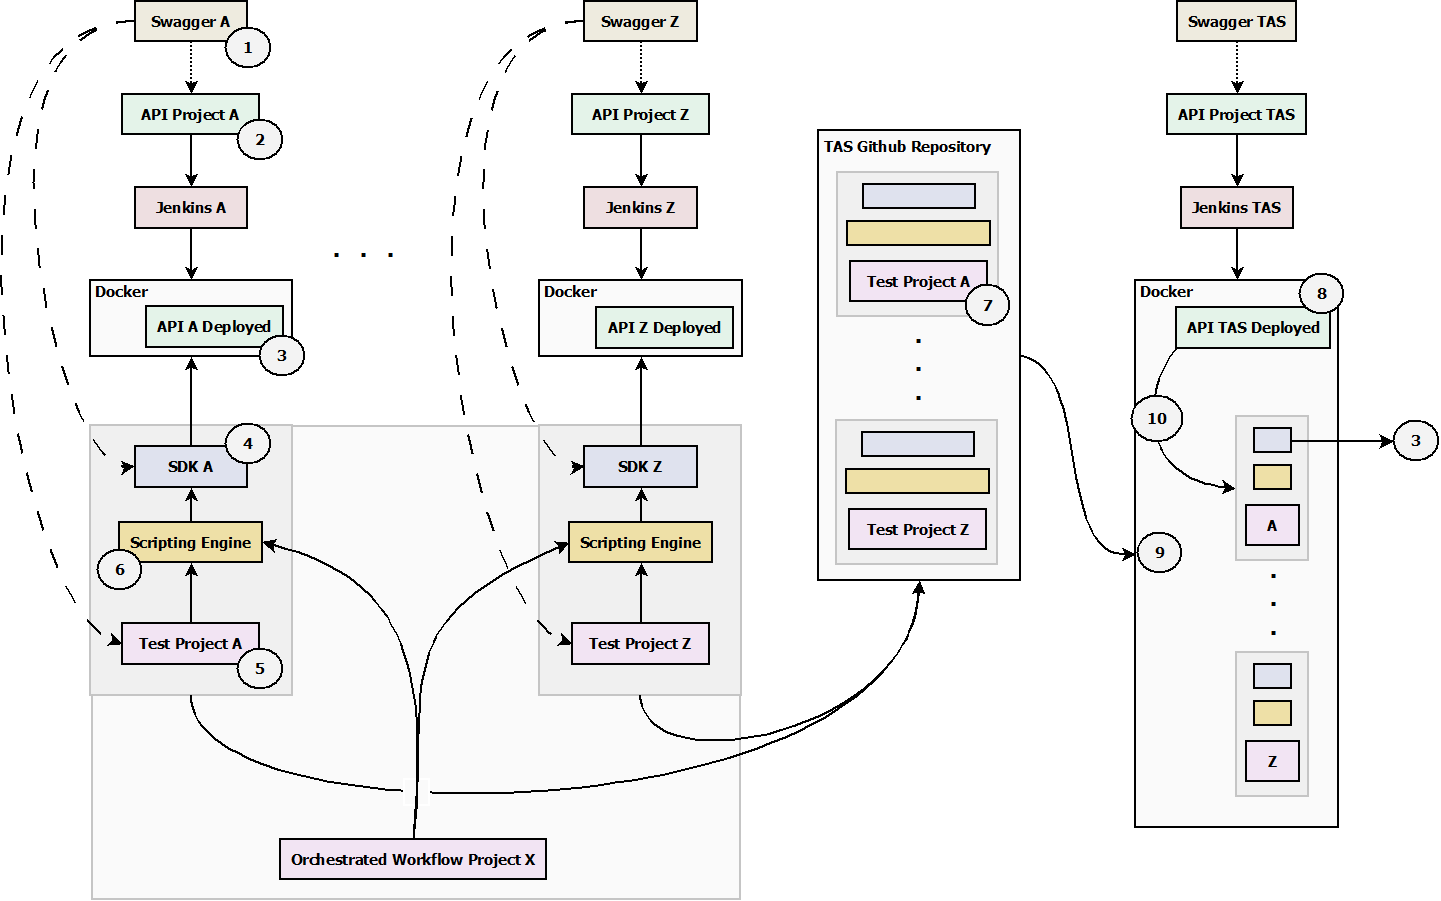 Swagger A
1
API Project A
2
Jenkins A
Docker
API A Deployed
3
SDK A
4
Scripting Engine
6
Test Project A
5
. . .
Swagger Z
API Project Z
Jenkins Z
Docker
API Z Deployed
SDK Z
Scripting Engine
Test Project Z
Orchestrated Workflow Project X
TAS Github Repository
Test Project A
7
.
.
.
Test Project Z
Swagger TAS
API Project TAS
Jenkins TAS
Docker
8
API TAS Deployed
10
3
A
9
.
.
.
Z